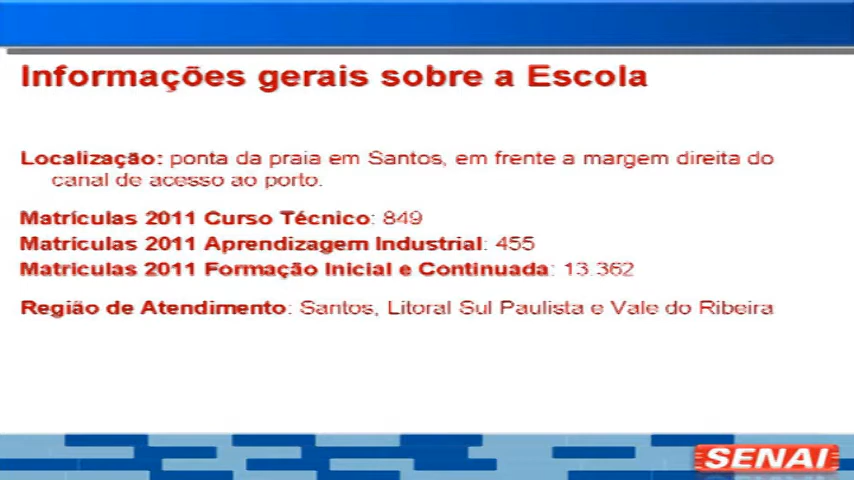 Informações gerais sobre a Escola
Localização: ponta da praia em Santos, em frente a margem direita do
canal de acesso ao porto.
Matrículas 2011 Curso Técnico: 849
Matrículas 2011 Aprendizagem Industrial: 455
Matriculas 2011 Formação Inicial e Continuada: 13.362
Região de Atendimento: Santos, Litoral Sul Paulista e Vale do Ribeira
SENAI